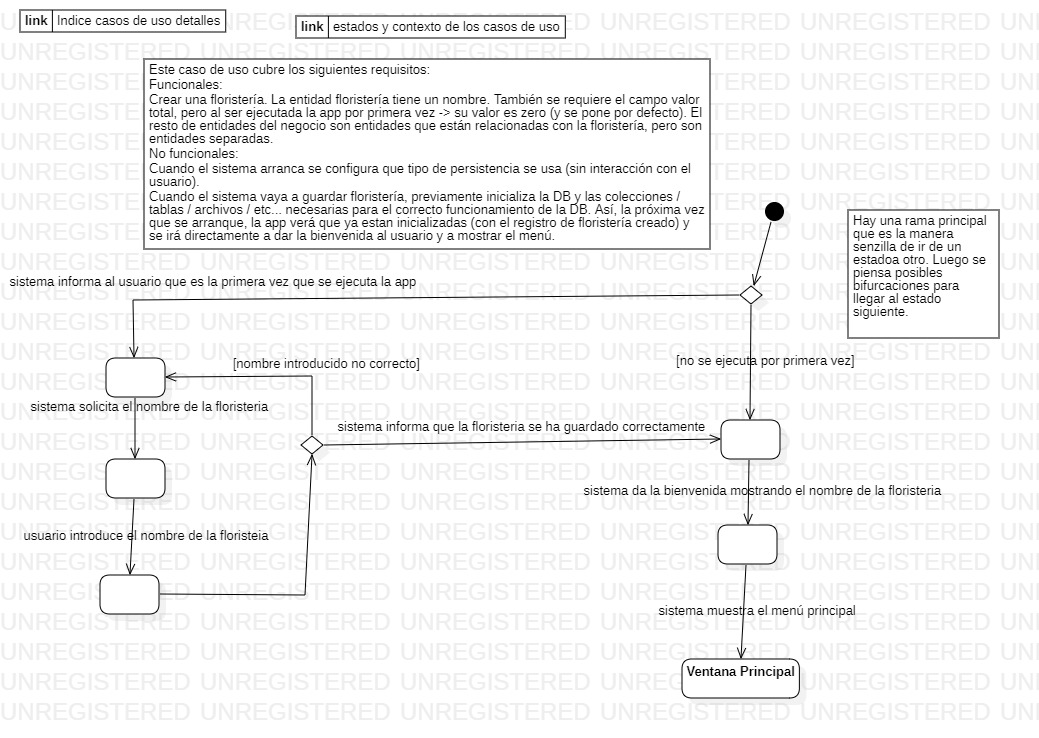 link Indice casos de uso detalles
link estados y contexto de los casos de uso
Este caso de uso cubre los siguientes requisitos:
Funcionales:
Crear una floristería. La entidad floristería tiene un nombre. También se requiere el campo valor
total, pero al ser ejecutada la app por primera vez -> su valor es zero (y se pone por defecto). El
resto de entidades del negocio son entidades que están relacionadas con la floristería, pero son
entidades separadas.
No funcionales:
Cuando el sistema arranca se configura que tipo de persistencia se usa (sin interacción con el
usuario).
Cuando el sistema vaya a guardar floristería, previamente inicializa la DB y las colecciones /
tablas / archivos / etc... necesarias para el correcto funcionamiento de la DB. Así, la próxima vez
que se arranque, la app verá que ya estan inicializadas (con el registro de floristería creado) y
se irá directamente a dar la bienvenida al usuario y a mostrar el menú.
Hay una rama principal
que es la manera
senzilla de ir de un
estadoa otro. Luego se
piensa posibles
bifurcaciones para
llegar al estado
siguiente.
sistema informa al usuario que es la primera vez que se ejecuta la app
[nombre introducido no correcto]
[no se ejecuta por primera vez]
sistema solicita el nombre de la floristeria
sistema informa que la floristeria se ha guardado correctamente
sistema da la bienvenida mostrando el nombre de la floristeria
usuario introduce el nombre de la floristeia
sistema muestra el menú principal
Ventana Principal
UNREGISTERED